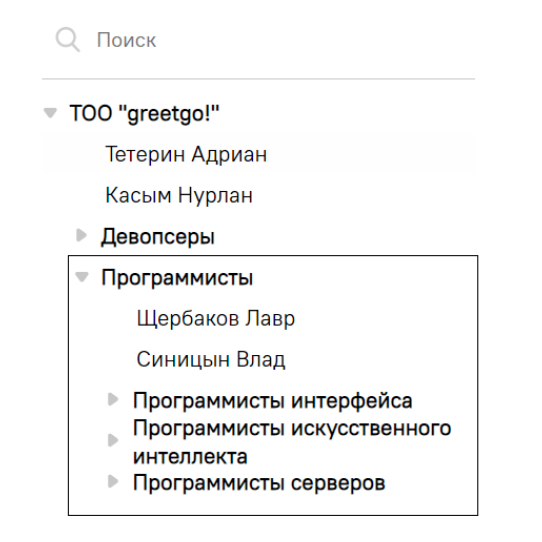 Поиск
ТОО "greetgo!"
Тетерин Адриан
Касым Нурлан
Девопсеры
Программисты
Щербаков Лавр
Синицын Влад
Программисты интерфейса
Программисты искусственного
интеллекта
Программисты серверов